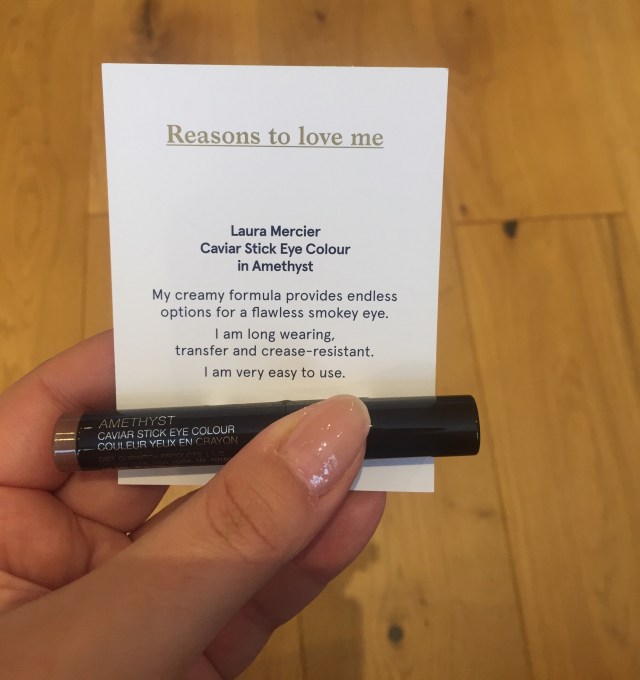 Reasons to love me
Laura Mercier
Caviar Stick Eye Colour
in Amethyst
My creamy formula provides endless
options for a flawless smokey eye.
I am long wearing,
transfer and crease-resistant.
I am very easy to use.
AMETHYST
CAVIAR STICK EYE COLOUR
COULEUR YEUX EN CRAYON